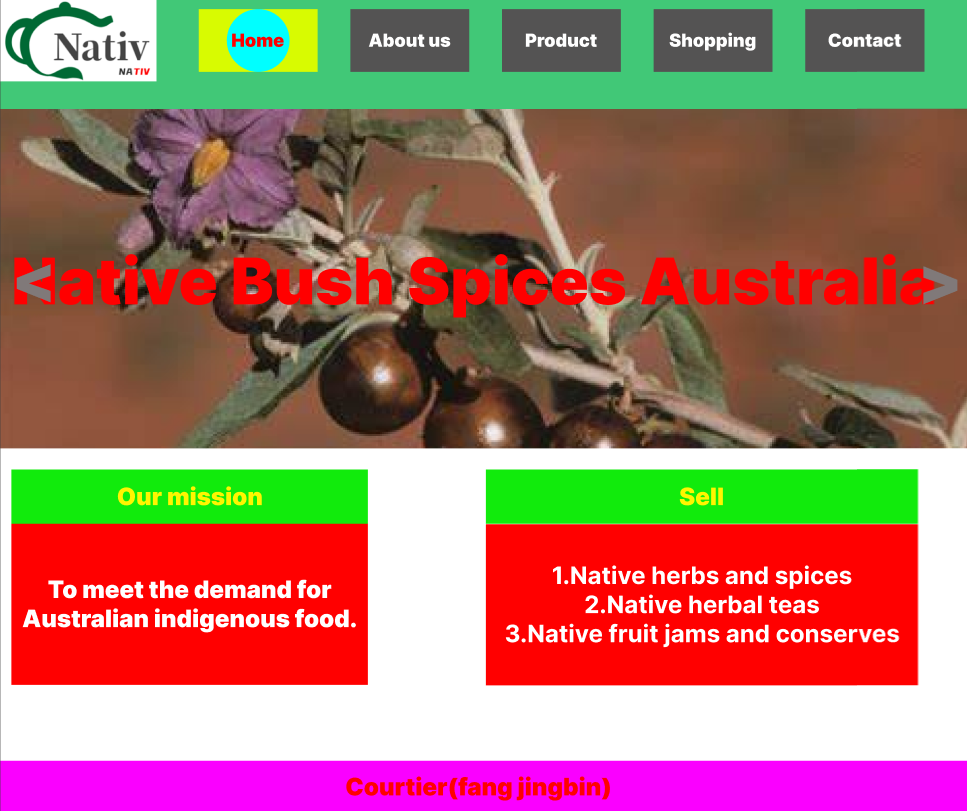 Nativ
NATIV
Home
About us
Product
Shopping
Contact
Native Bush Spices Australia
<
>
Our mission
To meet the demand for
Australian indigenous food.
Sell
1.Native herbs and spices
2.Native herbal teas
3.Native fruit jams and conserves
Courtier(fang jingbin)